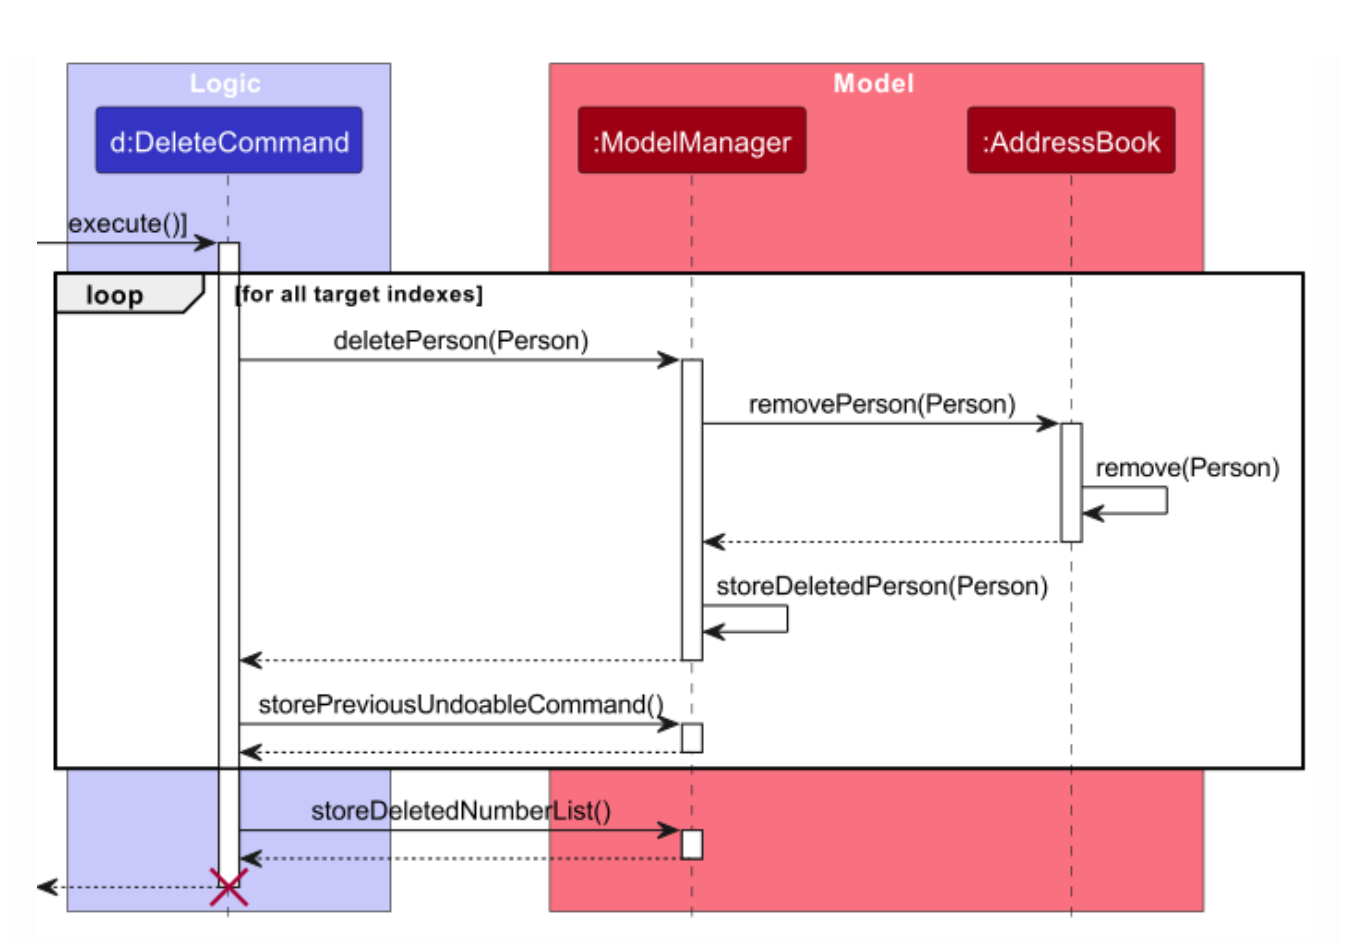 Logic
Model
d:DeleteCommand
:ModelManager
:AddressBook
execute()]
loop
[for all target indexes]
deletePerson(Person)
removePerson(Person)
remove(Person)
storeDeletedPerson(Person)
storePreviousUndoableCommand()
storeDeletedNumberList()